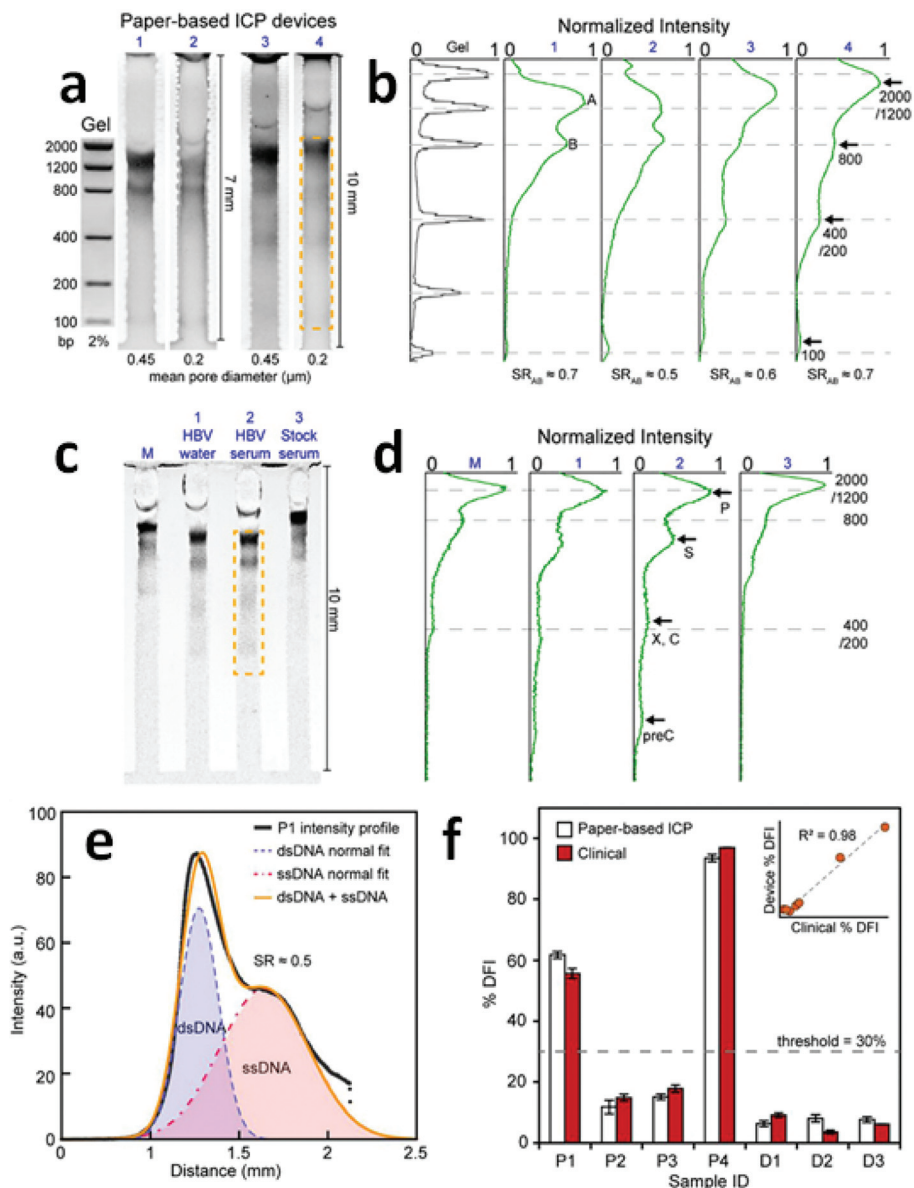 Paper-based ICP devices
1 2 3 4
a
Gel
2000
1200
800
400
200
100
bp 2%
7 mm
10 mm
0.45 0.2 0.45 0.2
mean pore diameter (µm)
Normalized Intensity
b
0 Gel 1 0 1 1 0 2 1 0 3 1 0 4 1
A
B
2000
/1200
800
400
/200
100
SR_AB ≈ 0.7 SR_AB ≈ 0.5 SR_AB ≈ 0.6 SR_AB ≈ 0.7
c
M
1
HBV
water
2
HBV
serum
3
Stock
serum
10 mm
Normalized Intensity
d
0 M 1 0 1 1 0 2 1 0 3 1
2000
/1200
P
800
S
400
/200
X, C
preC
e
Intensity (a.u.)
100
80
60
40
20
0
P1 intensity profile
dsDNA normal fit
ssDNA normal fit
dsDNA + ssDNA
SR ≈ 0.5
dsDNA
ssDNA
0 1 1.5 2 2.5
Distance (mm)
f
% DFI
100
80
60
40
20
0
Paper-based ICP
Clinical
R² = 0.98
Device % DFI
Clinical % DFI
threshold = 30%
P1 P2 P3 P4 D1 D2 D3
Sample ID